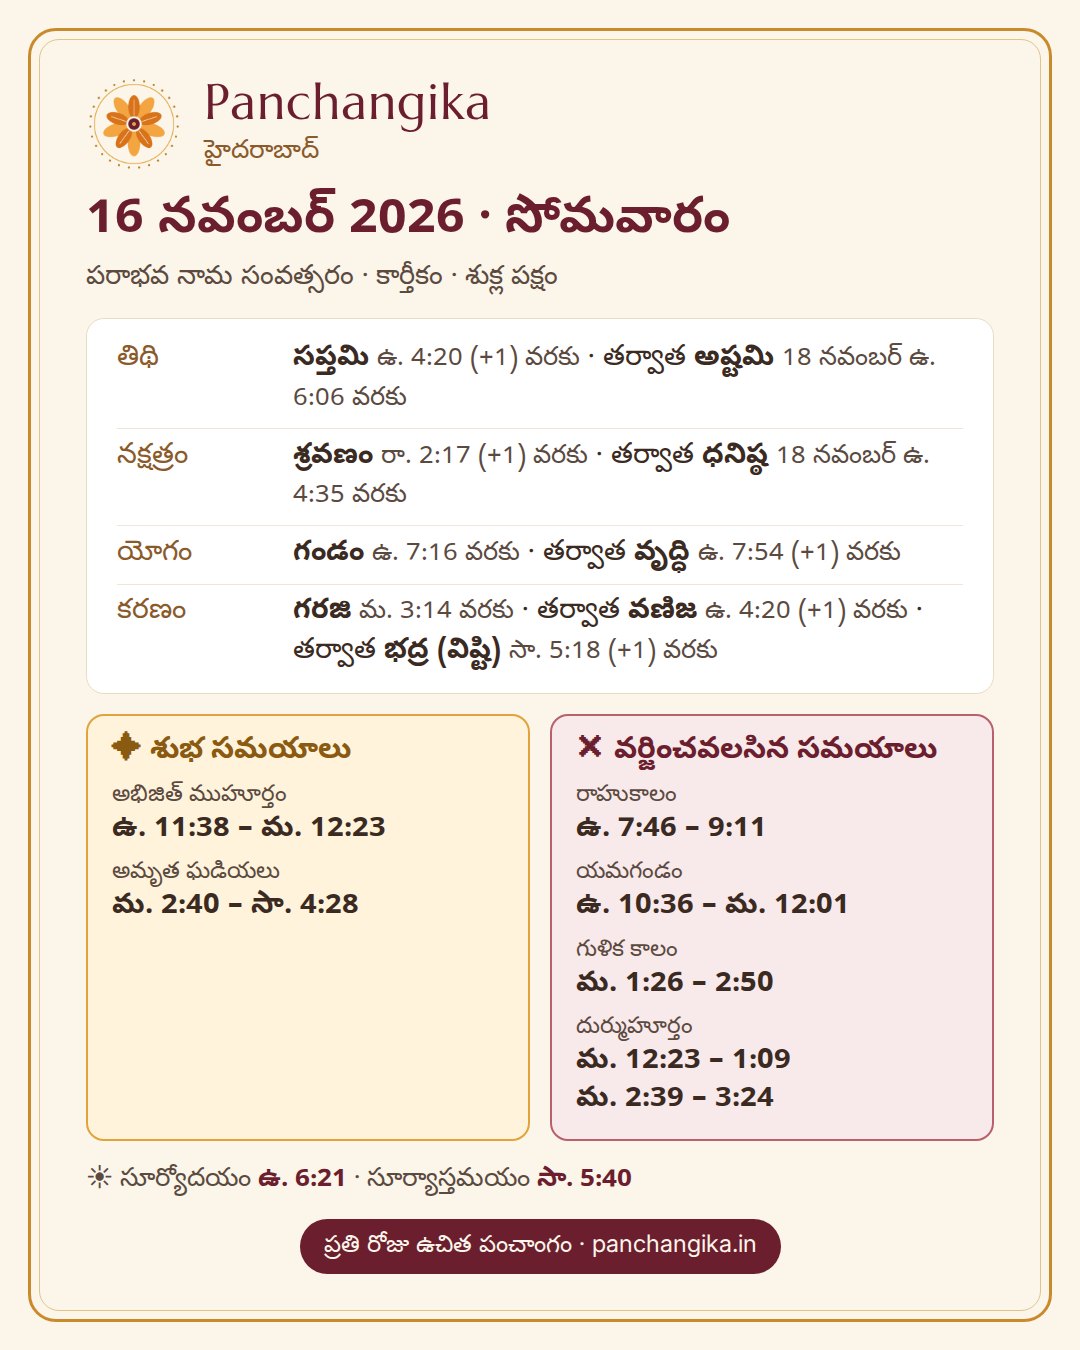 Panchangika
హైదరాబాద్
16 నవంబర్ 2026 · సోమవారం
పరాభవ నామ సంవత్సరం · కార్తీకం · శుక్ల పక్షం
తిథి
సప్తమి ఉ. 4:20 (+1) వరకు · తర్వాత అష్టమి 18 నవంబర్ ఉ.
6:06 వరకు
నక్షత్రం
శ్రవణం రా. 2:17 (+1) వరకు · తర్వాత ధనిష్ఠ 18 నవంబర్ ఉ.
4:35 వరకు
యోగం
గండం ఉ. 7:16 వరకు · తర్వాత వృద్ధి ఉ. 7:54 (+1) వరకు
కరణం
గరజి మ. 3:14 వరకు · తర్వాత వణిజ ఉ. 4:20 (+1) వరకు ·
తర్వాత భద్ర (విష్టి) సా. 5:18 (+1) వరకు
✦ శుభ సమయాలు
అభిజిత్ ముహూర్తం
ఉ. 11:38 – మ. 12:23
అమృత ఘడియలు
మ. 2:40 – సా. 4:28
✕ వర్జించవలసిన సమయాలు
రాహుకాలం
ఉ. 7:46 – 9:11
యమగండం
ఉ. 10:36 – మ. 12:01
గుళిక కాలం
మ. 1:26 – 2:50
దుర్ముహూర్తం
మ. 12:23 – 1:09
మ. 2:39 – 3:24
☀ సూర్యోదయం ఉ. 6:21 · సూర్యాస్తమయం సా. 5:40
ప్రతి రోజు ఉచిత పంచాంగం · panchangika.in